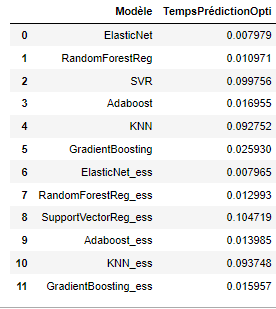 Modèle TempsPrédictionOpti
0 ElasticNet 0.007979
1 RandomForestReg 0.010971
2 SVR 0.099756
3 Adaboost 0.016955
4 KNN 0.092752
5 GradientBoosting 0.025930
6 ElasticNet_ess 0.007965
7 RandomForestReg_ess 0.012993
8 SupportVectorReg_ess 0.104719
9 Adaboost_ess 0.013985
10 KNN_ess 0.093748
11 GradientBoosting_ess 0.015957